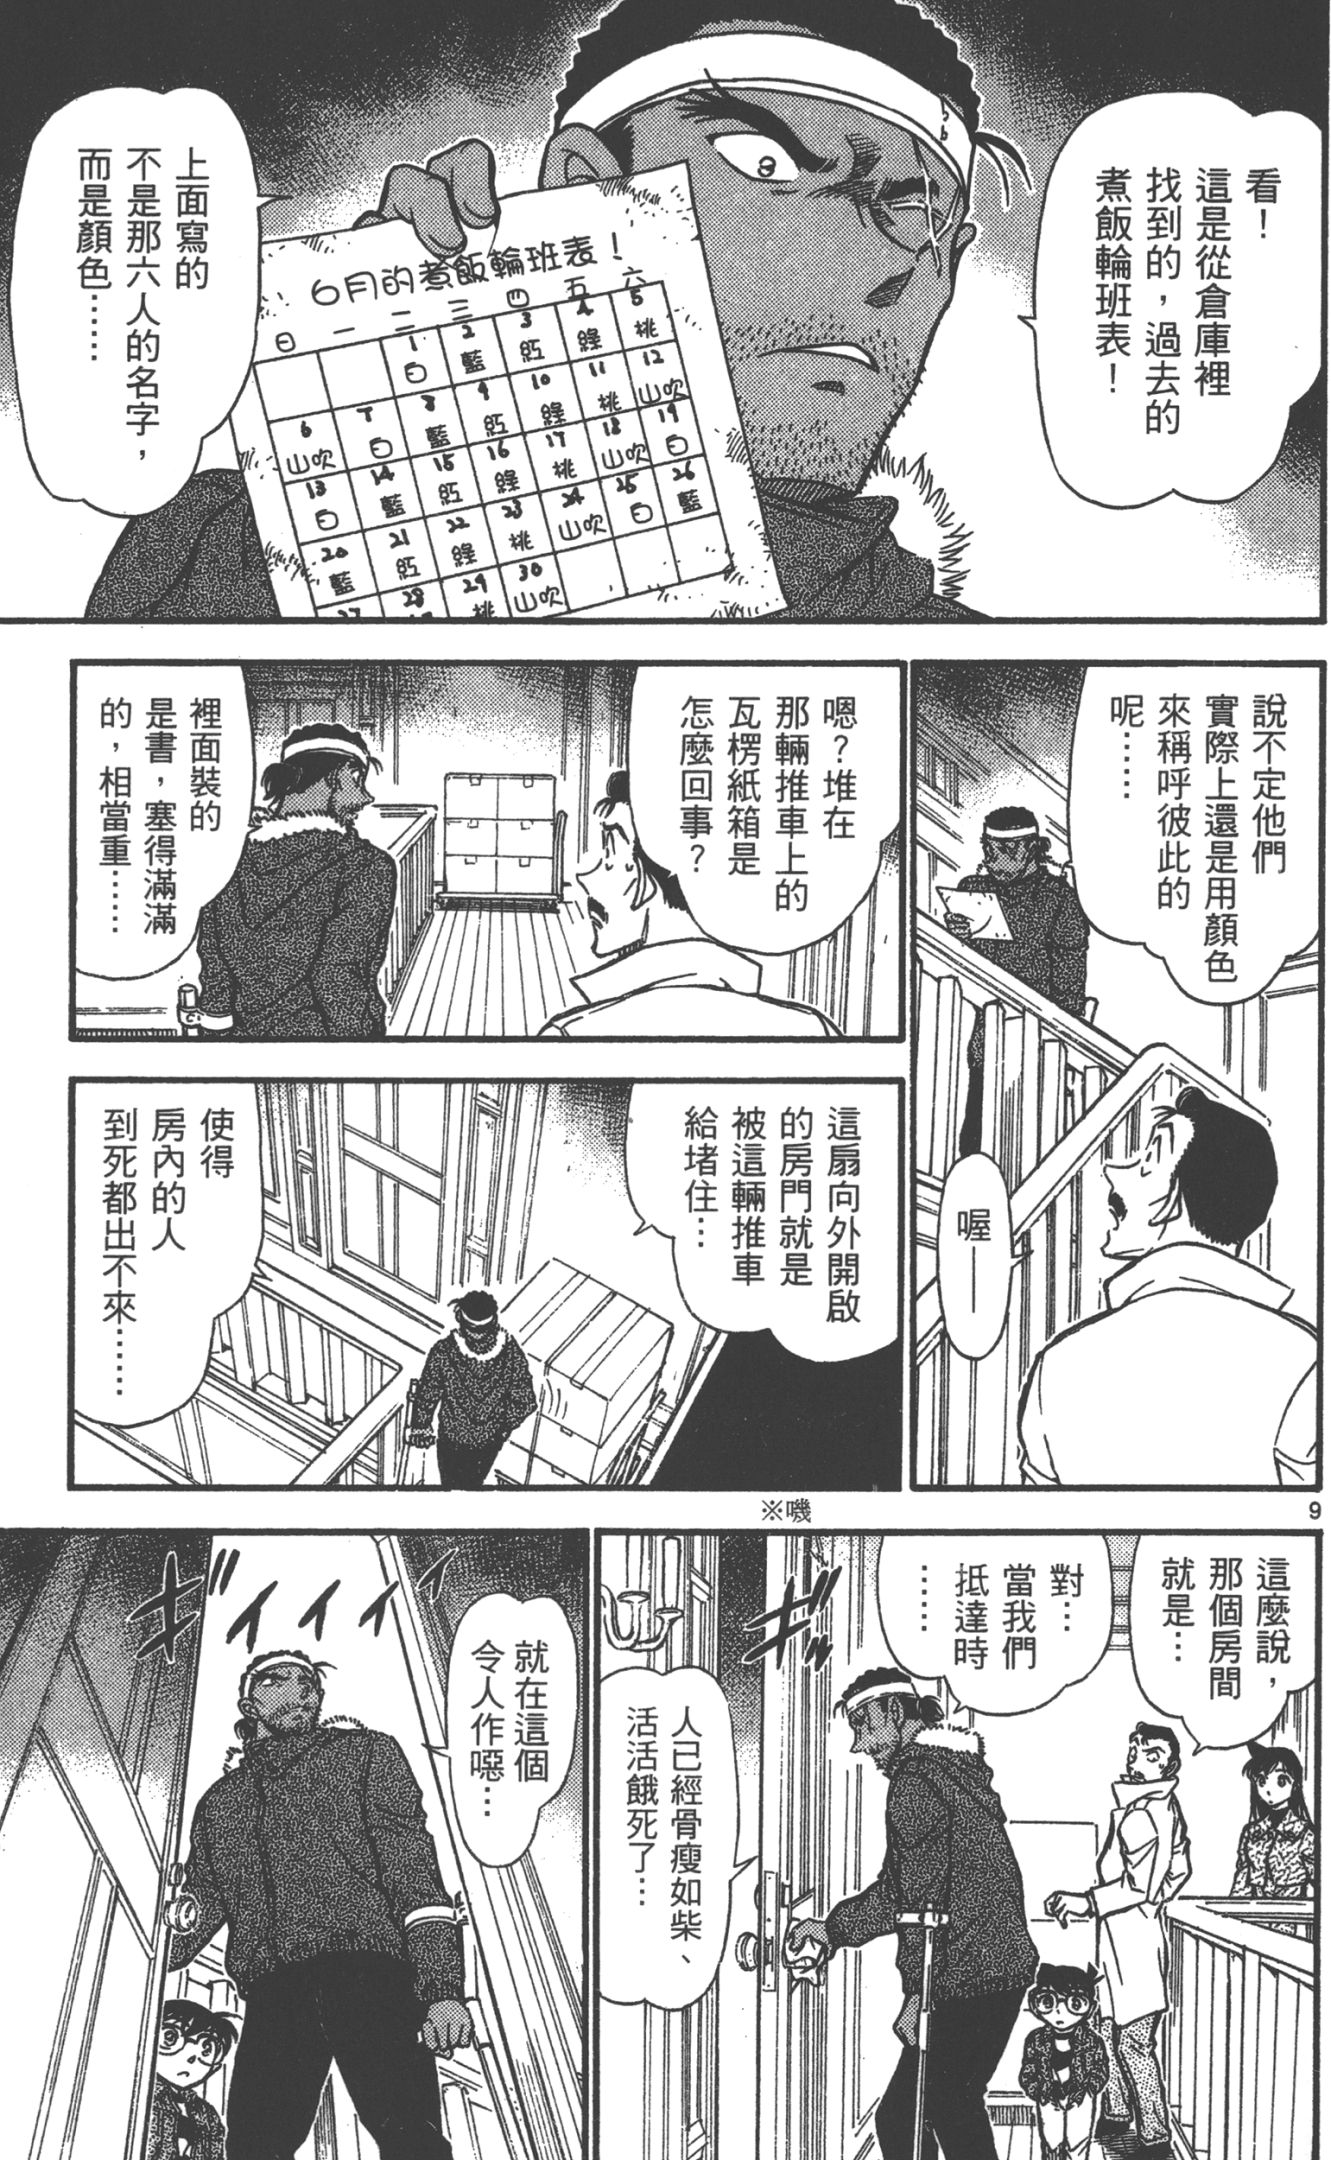 看！
這是從倉庫裡
找到的，過去的
煮飯輪班表！
上面寫的
不是那六人的名字，
而是顏色……
6月的煮飯輪班表！
日 一 二 三 四 五 六
1 2 3 4 5
白 藍 紅 綠 桃
6 7 8 9 10 11 12
山吹 白 藍 紅 綠 桃 山吹
13 14 15 16 17 18 19
白 藍 紅 綠 桃 山吹 白
20 21 22 23 24 25 26
藍 紅 綠 桃 山吹 白 藍
27 28 29 30
桃 山吹
說不定他們
實際上還是用顏色
來稱呼彼此的
呢……
喔—
嗯？堆在
那輛推車上的
瓦楞紙箱是
怎麼回事？
裡面裝的
是書，塞得滿滿
的，相當重……
這扇向外開啟
的房門就是
被這輛推車
給堵住…
使得
房內的人
到死都出不來……
※嘰
9
這麼說，
那個房間
就是…
對…
當我們
抵達時
……
人已經骨瘦如柴、
活活餓死了…
ギ
就在這個
令人作噁…
ギイイイ